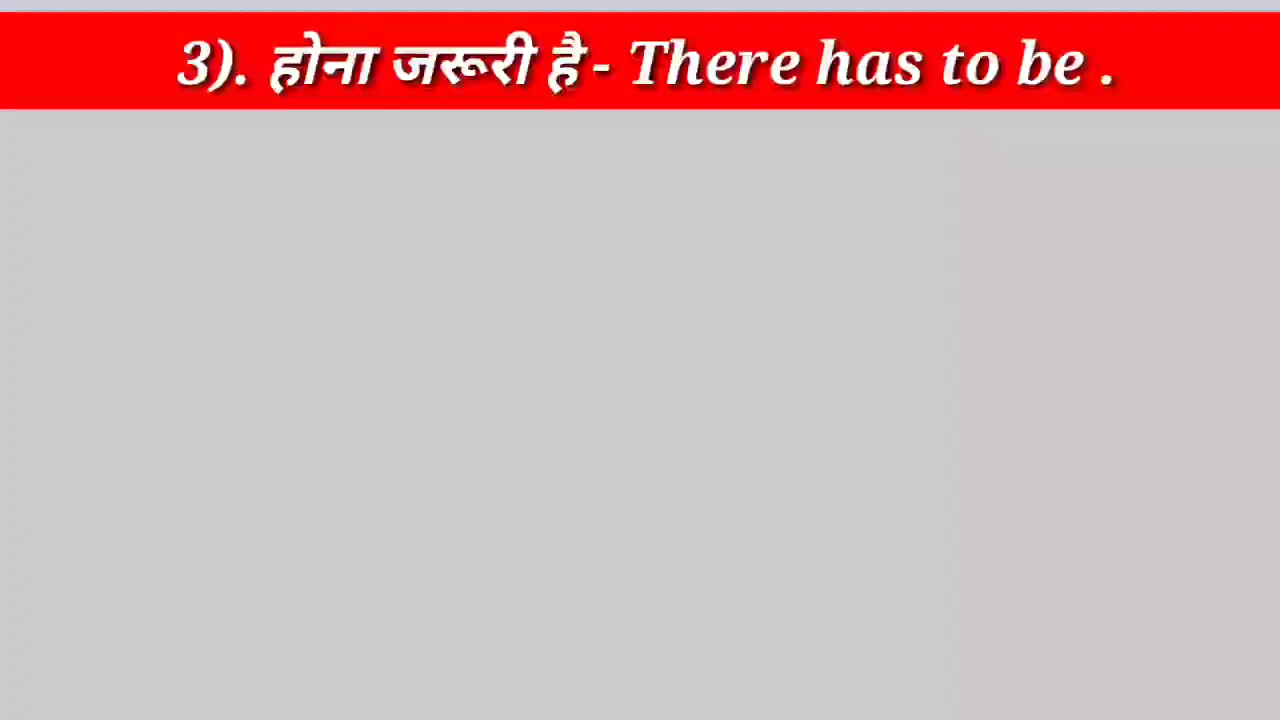 3). होना जरूरी है - There has to be .